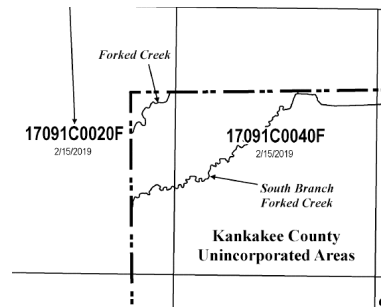 Forked Creek
17091C0020F
2/15/2019
17091C0040F
2/15/2019
South Branch
Forked Creek
Kankakee County
Unincorporated Areas